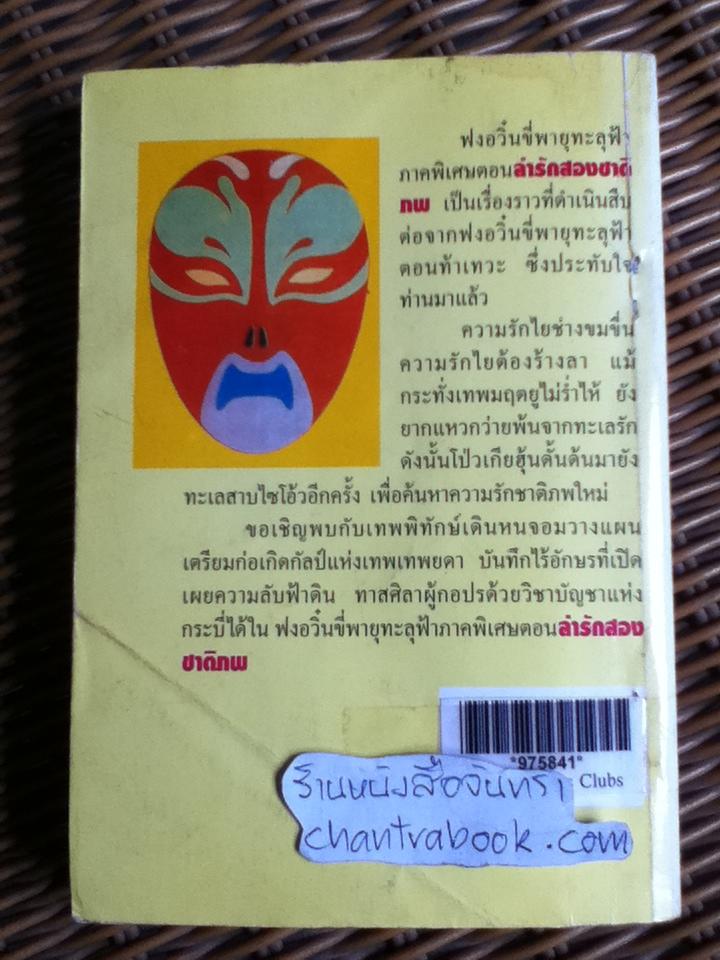 ฟงอวิ๋นขี่พายุทะลุฟ้า
ภาคพิเศษตอนล่ารักสองชาติ
ภพ เป็นเรื่องราวที่ดำเนินสืบ
ต่อจากฟงอวิ๋นขี่พายุทะลุฟ้า
ตอนท้าเทวะ ซึ่งประทับใจ
ท่านมาแล้ว
ความรักไยช่างขมขื่น
ความรักไยต้องร้างลา แม้
กระทั่งเทพมฤตยูไม่ร่ำไห้ ยัง
ยากแหวกว่ายพ้นจากทะเลรัก
ดังนั้นโป่วเกียฮุ้นดั้นด้นมายัง
ทะเลสาบไซโอ้วอีกครั้ง เพื่อค้นหาความรักชาติภพใหม่
ขอเชิญพบกับเทพพิทักษ์เดินหนจอมวางแผน
เตรียมก่อเกิดกัลป์แห่งเทพเทพยดา บันทึกไร้อักษรที่เปิด
เผยความลับฟ้าดิน ทาสศิลาผู้กอปรด้วยวิชาบัญชาแห่ง
กระบี่ได้ใน ฟงอวิ๋นขี่พายุทะลุฟ้าภาคพิเศษตอนล่ารักสอง
ชาติภพ
*975841*
Clubs
ร้านหนังสือจันทรา
chantrabook.com